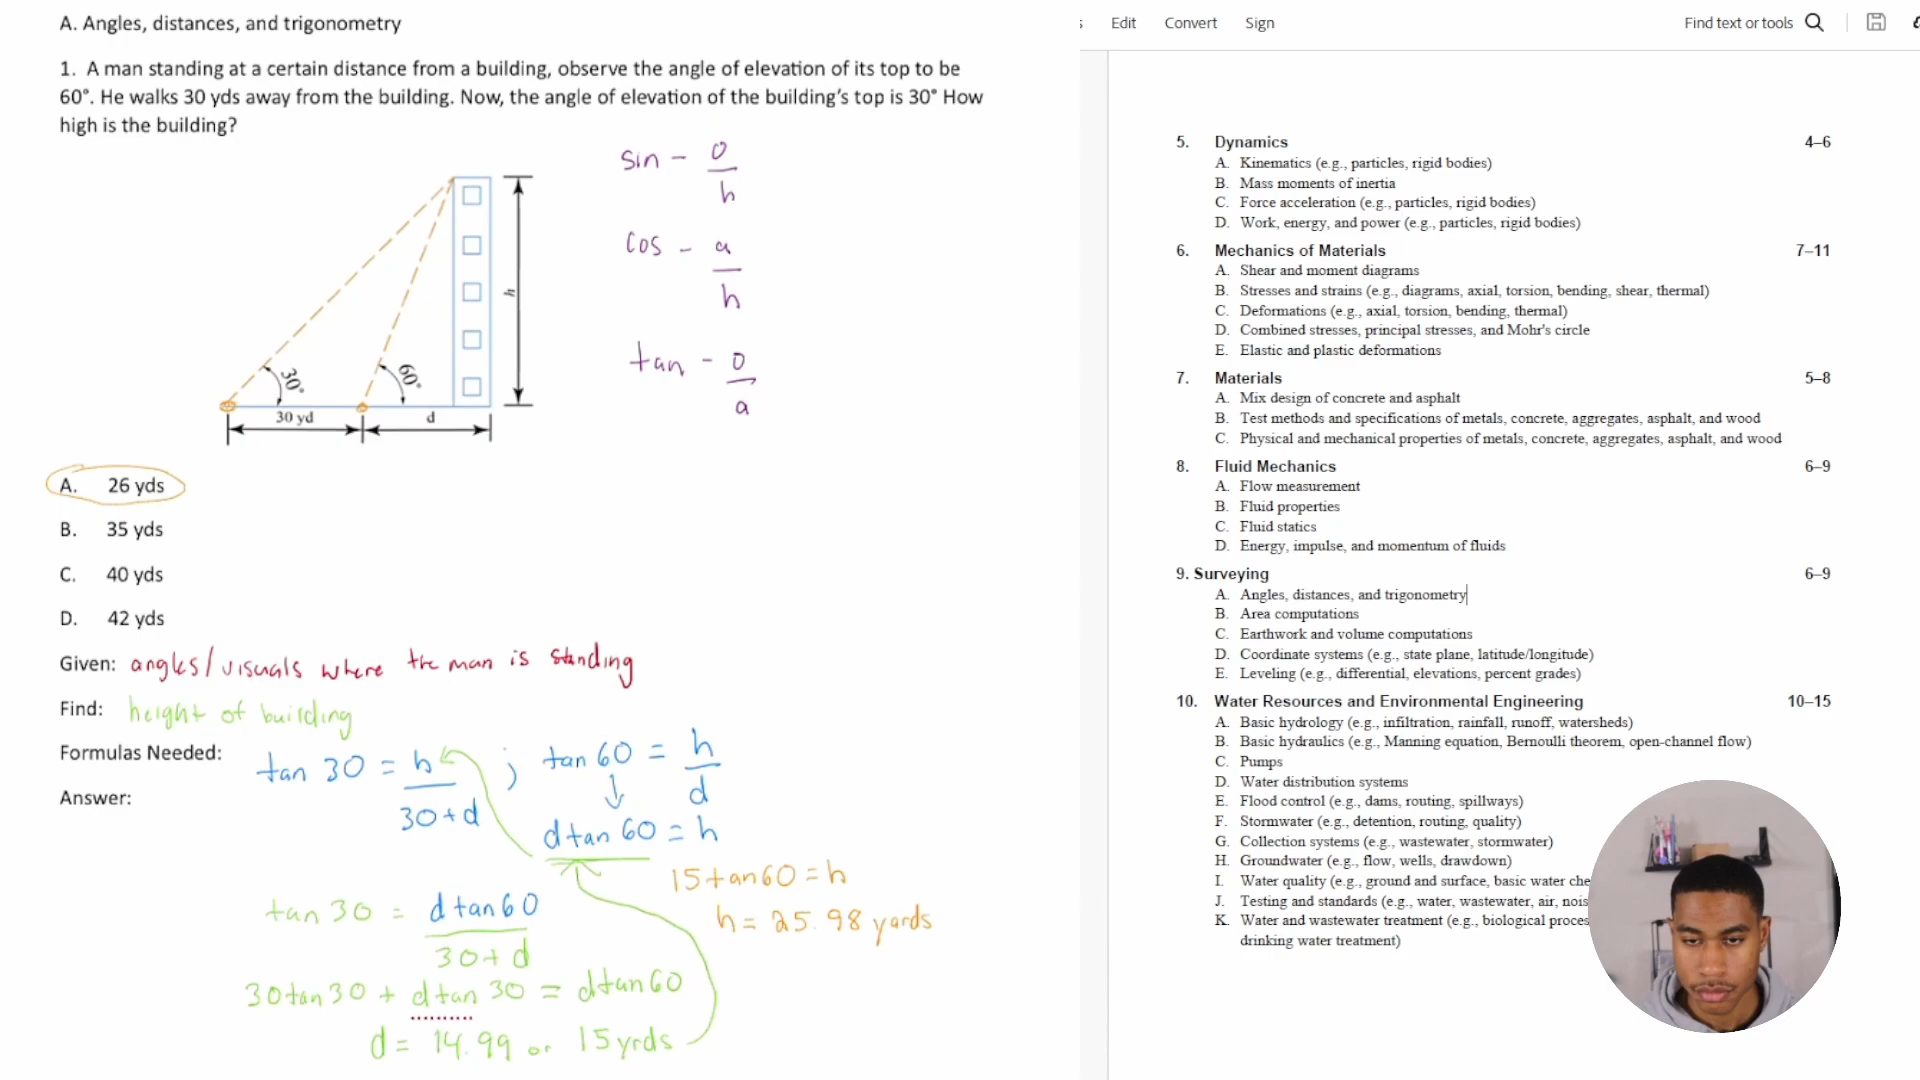 A. Angles, distances, and trigonometry
1. A man standing at a certain distance from a building, observe the angle of elevation of its top to be
60°. He walks 30 yds away from the building. Now, the angle of elevation of the building's top is 30° How
high is the building?
sin - o
h
cos - a
h
tan - o
a
h
30°
60°
30 yd
d
A. 26 yds
B. 35 yds
C. 40 yds
D. 42 yds
Given: angles/visuals where the man is standing
Find: height of building
Formulas Needed:
tan 30 = h
30+d
;
tan 60 = h
d
Answer:
dtan 60 = h
15tan60 = h
h = 25.98 yards
tan 30 = dtan60
30+ d
30tan30 + dtan 30 = dtan60
d = 14.99 or 15yrds
Edit Convert Sign
Find text or tools
5. Dynamics 4–6
A. Kinematics (e.g., particles, rigid bodies)
B. Mass moments of inertia
C. Force acceleration (e.g., particles, rigid bodies)
D. Work, energy, and power (e.g., particles, rigid bodies)
6. Mechanics of Materials 7–11
A. Shear and moment diagrams
B. Stresses and strains (e.g., diagrams, axial, torsion, bending, shear, thermal)
C. Deformations (e.g., axial, torsion, bending, thermal)
D. Combined stresses, principal stresses, and Mohr's circle
E. Elastic and plastic deformations
7. Materials 5–8
A. Mix design of concrete and asphalt
B. Test methods and specifications of metals, concrete, aggregates, asphalt, and wood
C. Physical and mechanical properties of metals, concrete, aggregates, asphalt, and wood
8. Fluid Mechanics 6–9
A. Flow measurement
B. Fluid properties
C. Fluid statics
D. Energy, impulse, and momentum of fluids
9. Surveying 6–9
A. Angles, distances, and trigonometry
B. Area computations
C. Earthwork and volume computations
D. Coordinate systems (e.g., state plane, latitude/longitude)
E. Leveling (e.g., differential, elevations, percent grades)
10. Water Resources and Environmental Engineering 10–15
A. Basic hydrology (e.g., infiltration, rainfall, runoff, watersheds)
B. Basic hydraulics (e.g., Manning equation, Bernoulli theorem, open-channel flow)
C. Pumps
D. Water distribution systems
E. Flood control (e.g., dams, routing, spillways)
F. Stormwater (e.g., detention, routing, quality)
G. Collection systems (e.g., wastewater, stormwater)
H. Groundwater (e.g., flow, wells, drawdown)
I. Water quality (e.g., ground and surface, basic water che
J. Testing and standards (e.g., water, wastewater, air, nois
K. Water and wastewater treatment (e.g., biological proces
drinking water treatment)